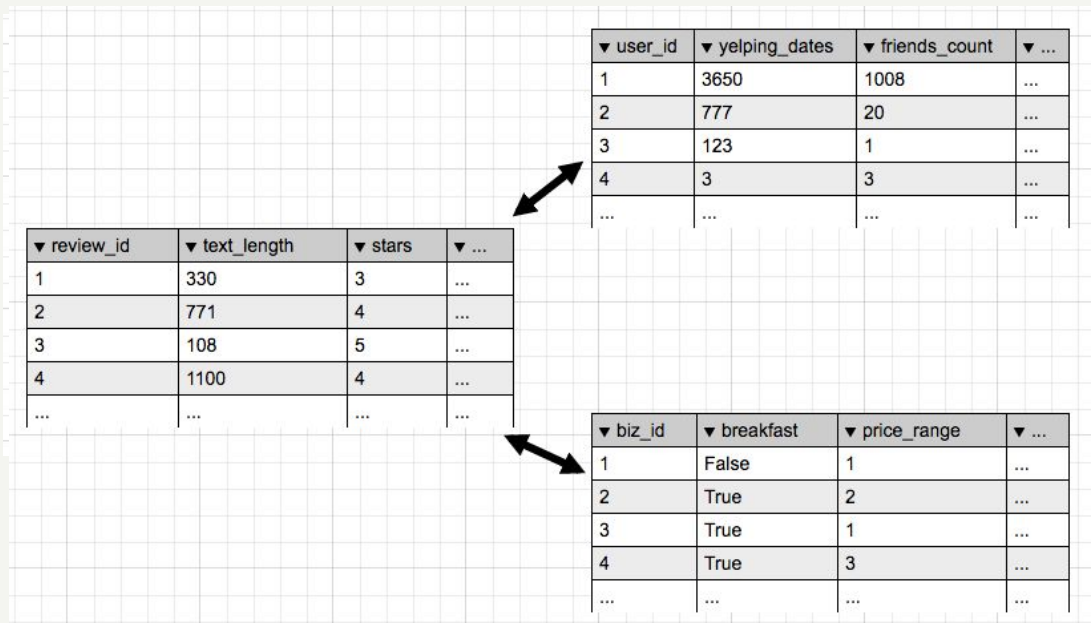 ▼ user_id ▼ yelping_dates ▼ friends_count ▼ ...
1 3650 1008 ...
2 777 20 ...
3 123 1 ...
4 3 3 ...
... ... ... ...
▼ review_id ▼ text_length ▼ stars ▼ ...
1 330 3 ...
2 771 4 ...
3 108 5 ...
4 1100 4 ...
... ... ... ...
▼ biz_id ▼ breakfast ▼ price_range ▼ ...
1 False 1 ...
2 True 2 ...
3 True 1 ...
4 True 3 ...
... ... ... ...